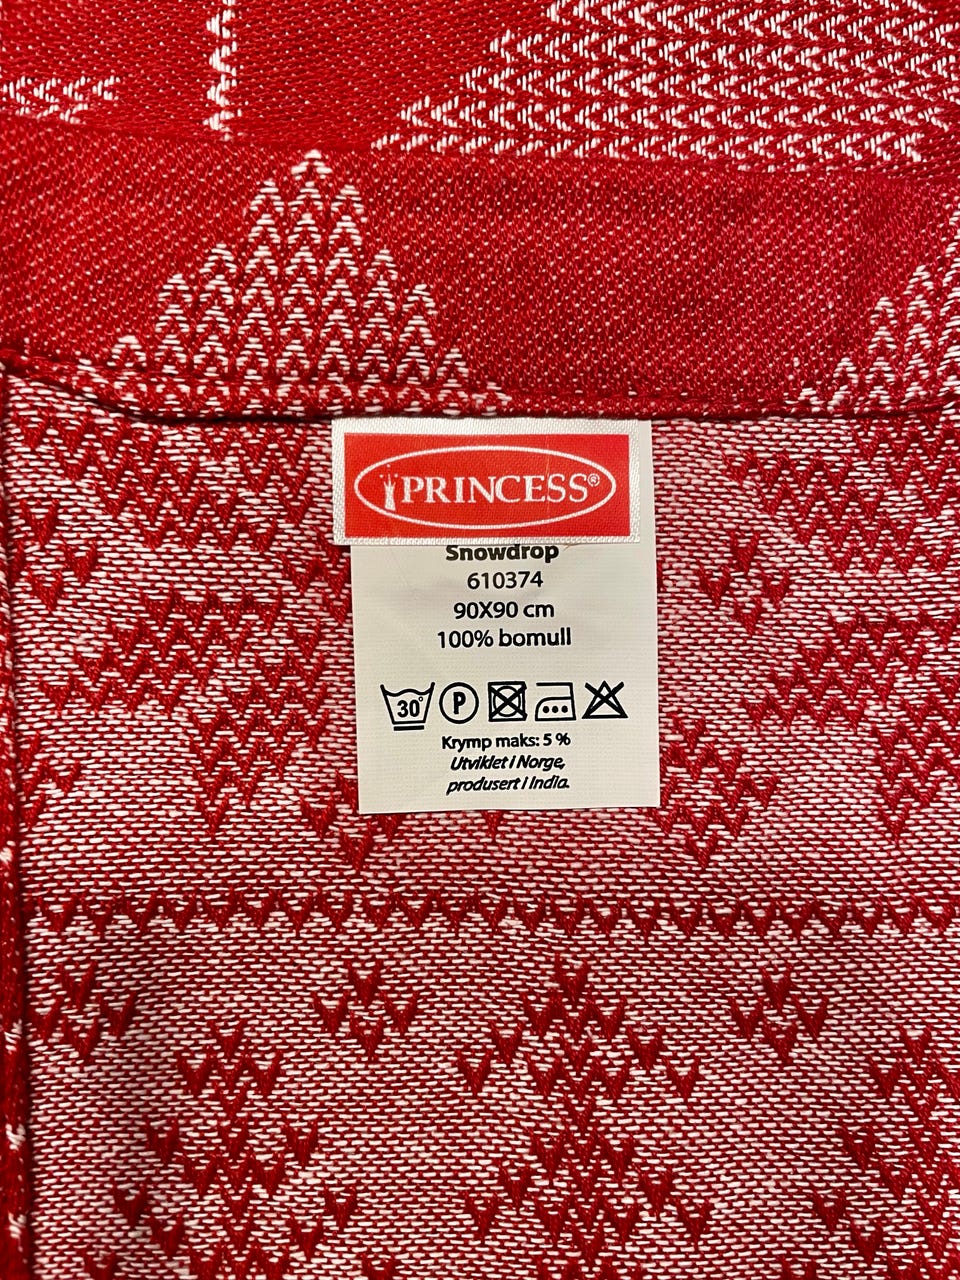 PRINCESS®
Snowdrop
610374
90X90 cm
100% bomull
30° P
Krymp maks: 5 %
Utviklet i Norge,
produsert i India.